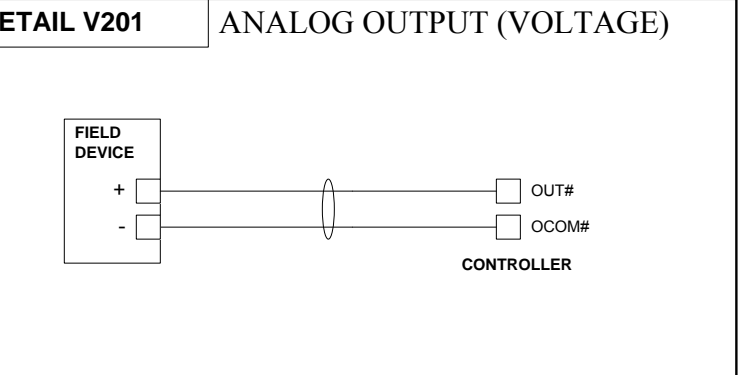 ETAIL V201
ANALOG OUTPUT (VOLTAGE)
FIELD
DEVICE
+
OUT#
-
OCOM#
CONTROLLER